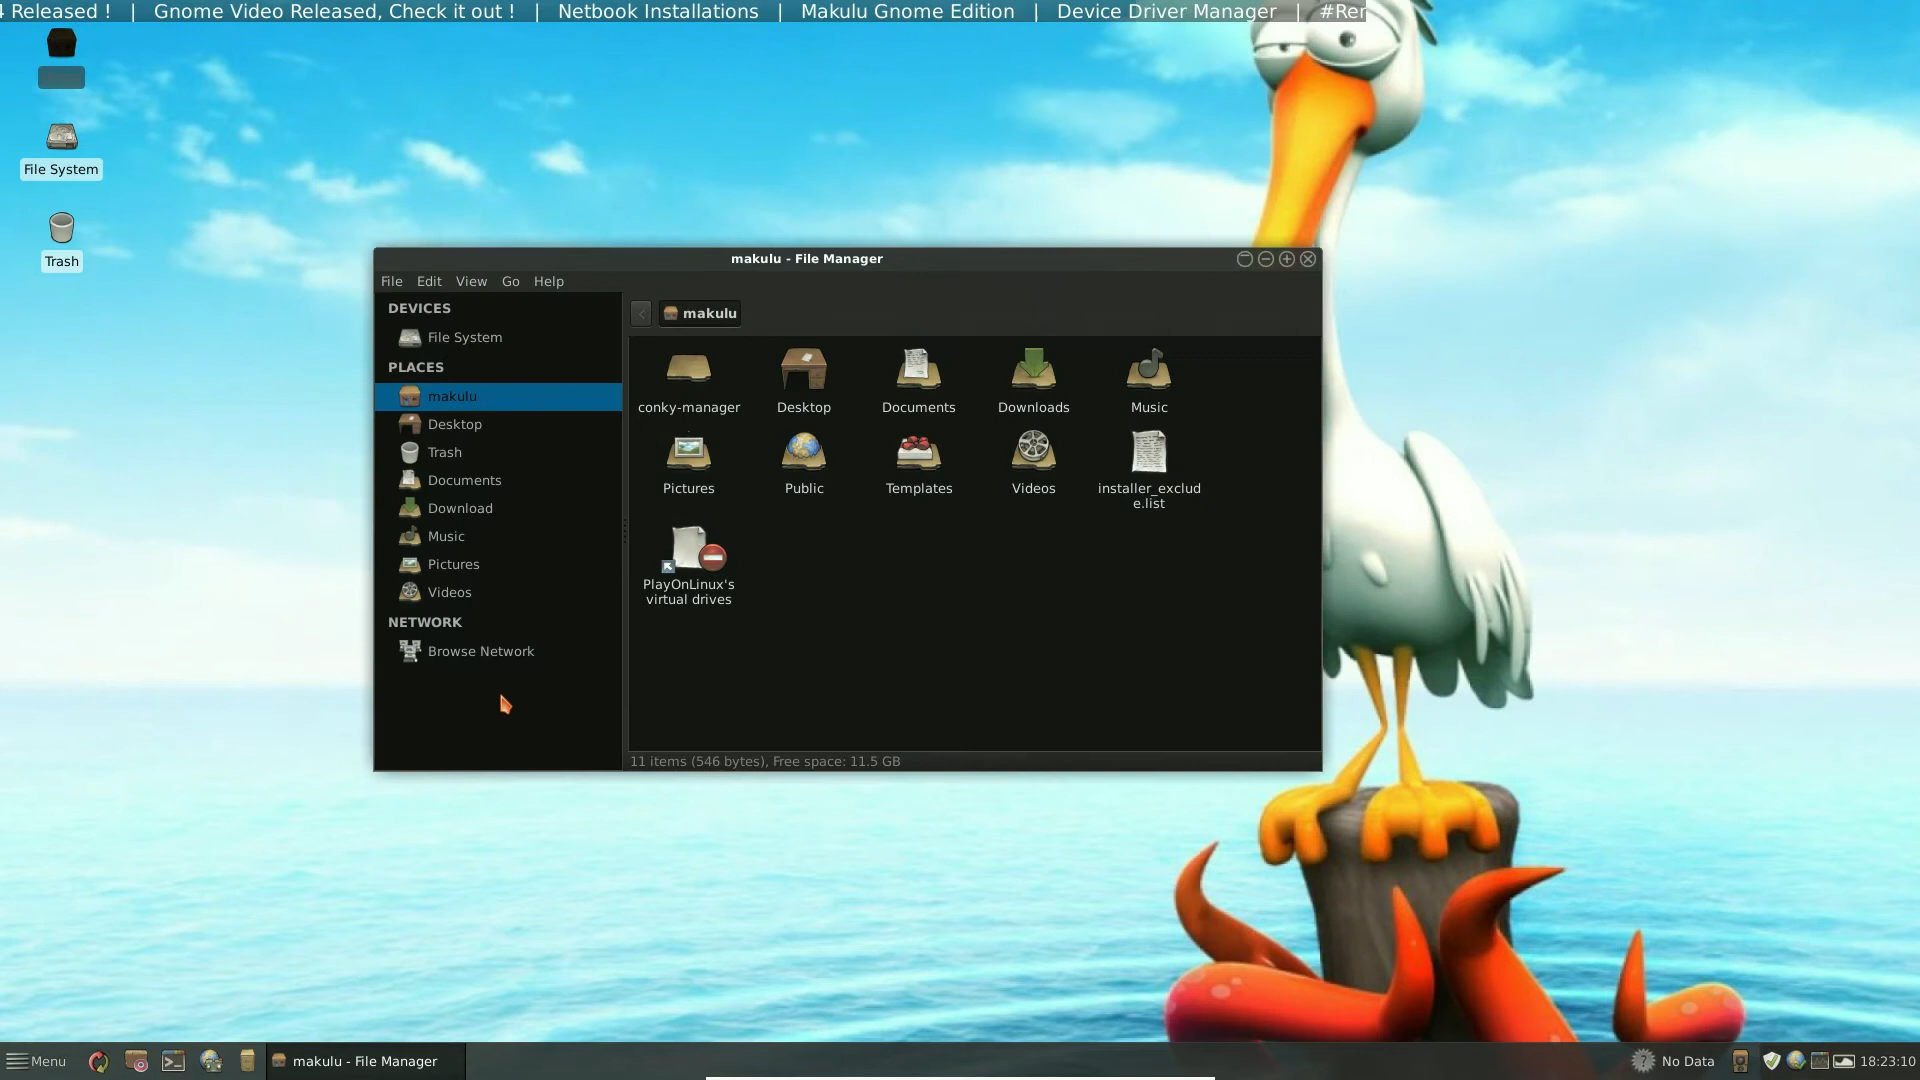 4 Released !   |   Gnome Video Released, Check it out !   |   Netbook Installations   |   Makulu Gnome Edition   |   Device Driver Manager   |   #Rer
File System
Trash
makulu - File Manager
File Edit View Go Help
DEVICES
File System
PLACES
makulu
Desktop
Trash
Documents
Download
Music
Pictures
Videos
NETWORK
Browse Network
makulu
conky-manager
Desktop
Documents
Downloads
Music
Pictures
Public
Templates
Videos
installer_exclud
e.list
PlayOnLinux's
virtual drives
11 items (546 bytes), Free space: 11.5 GB
Menu
makulu - File Manager
No Data
18:23:10